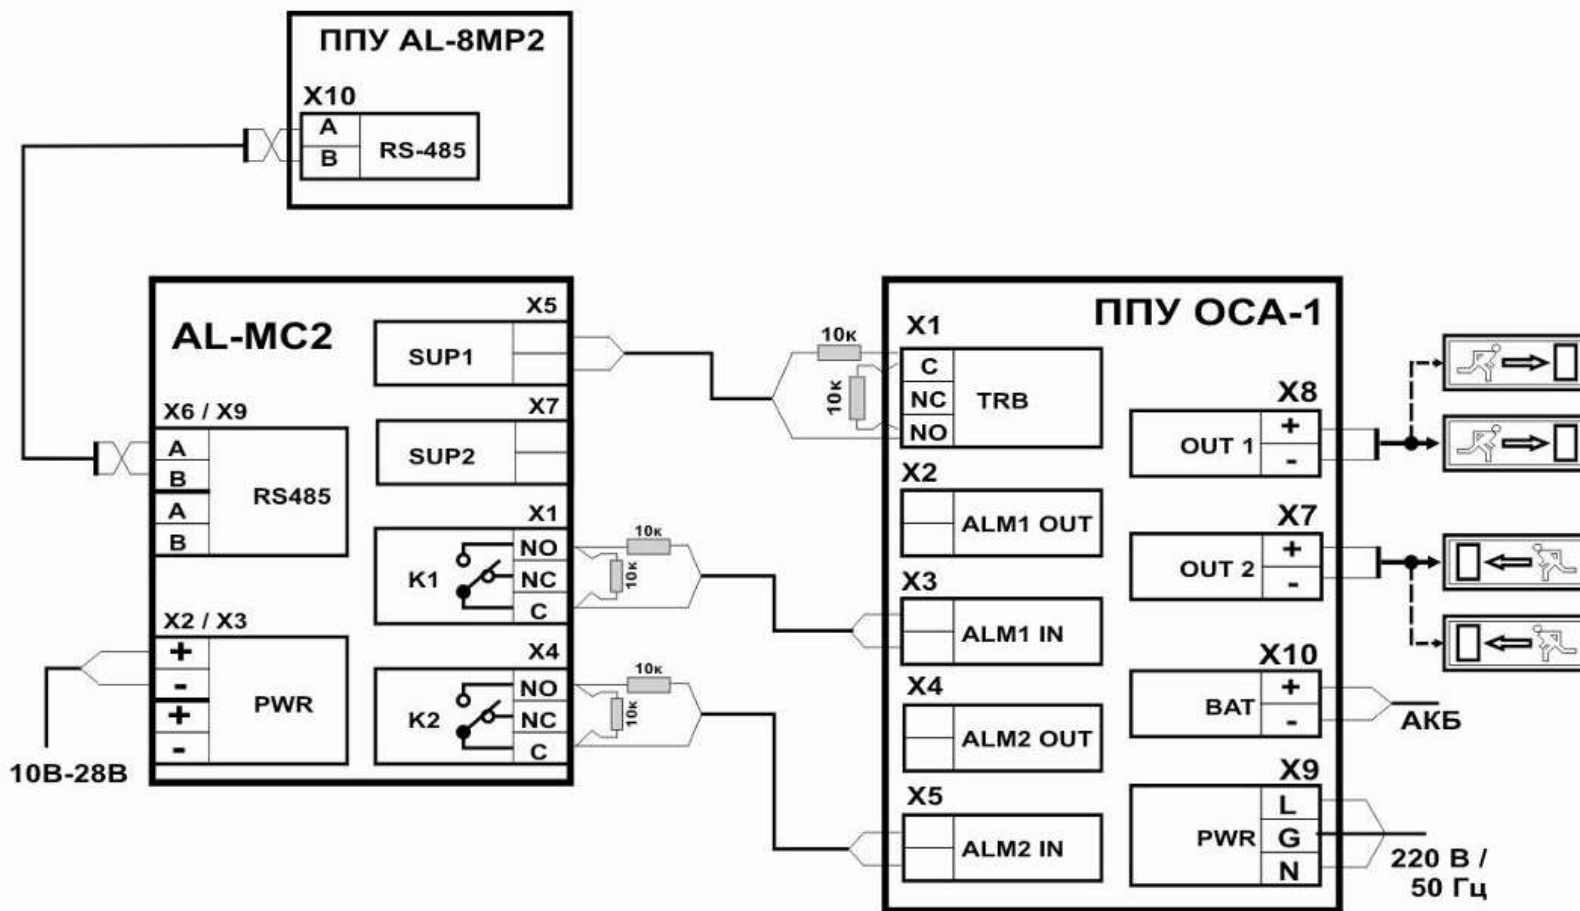 ППУ AL-8MP2
X10
A
B
RS-485
AL-MC2
X5
SUP1
X7
SUP2
X6 / X9
A
B
A
B
RS485
X1
K1
NO
NC
C
10к
10к
X2 / X3
+
-
+
-
PWR
10В-28В
X4
K2
NO
NC
C
10к
10к
ППУ ОСА-1
10к
10к
X1
C
NC
NO
TRB
X2
ALM1 OUT
X3
ALM1 IN
X4
ALM2 OUT
X5
ALM2 IN
X8
OUT 1
+
-
X7
OUT 2
+
-
X10
BAT
+
-
АКБ
X9
PWR
L
G
N
220 В /
50 Гц